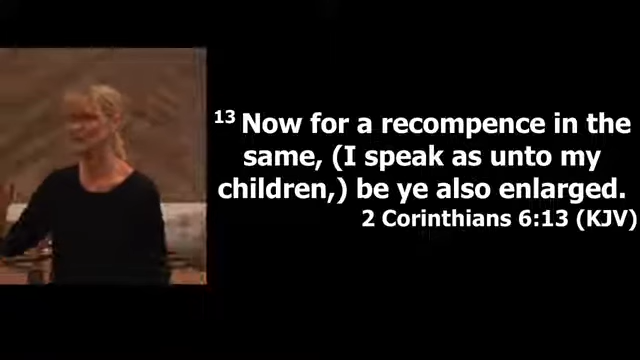 13 Now for a recompence in the
same, (I speak as unto my
children,) be ye also enlarged.
2 Corinthians 6:13 (KJV)